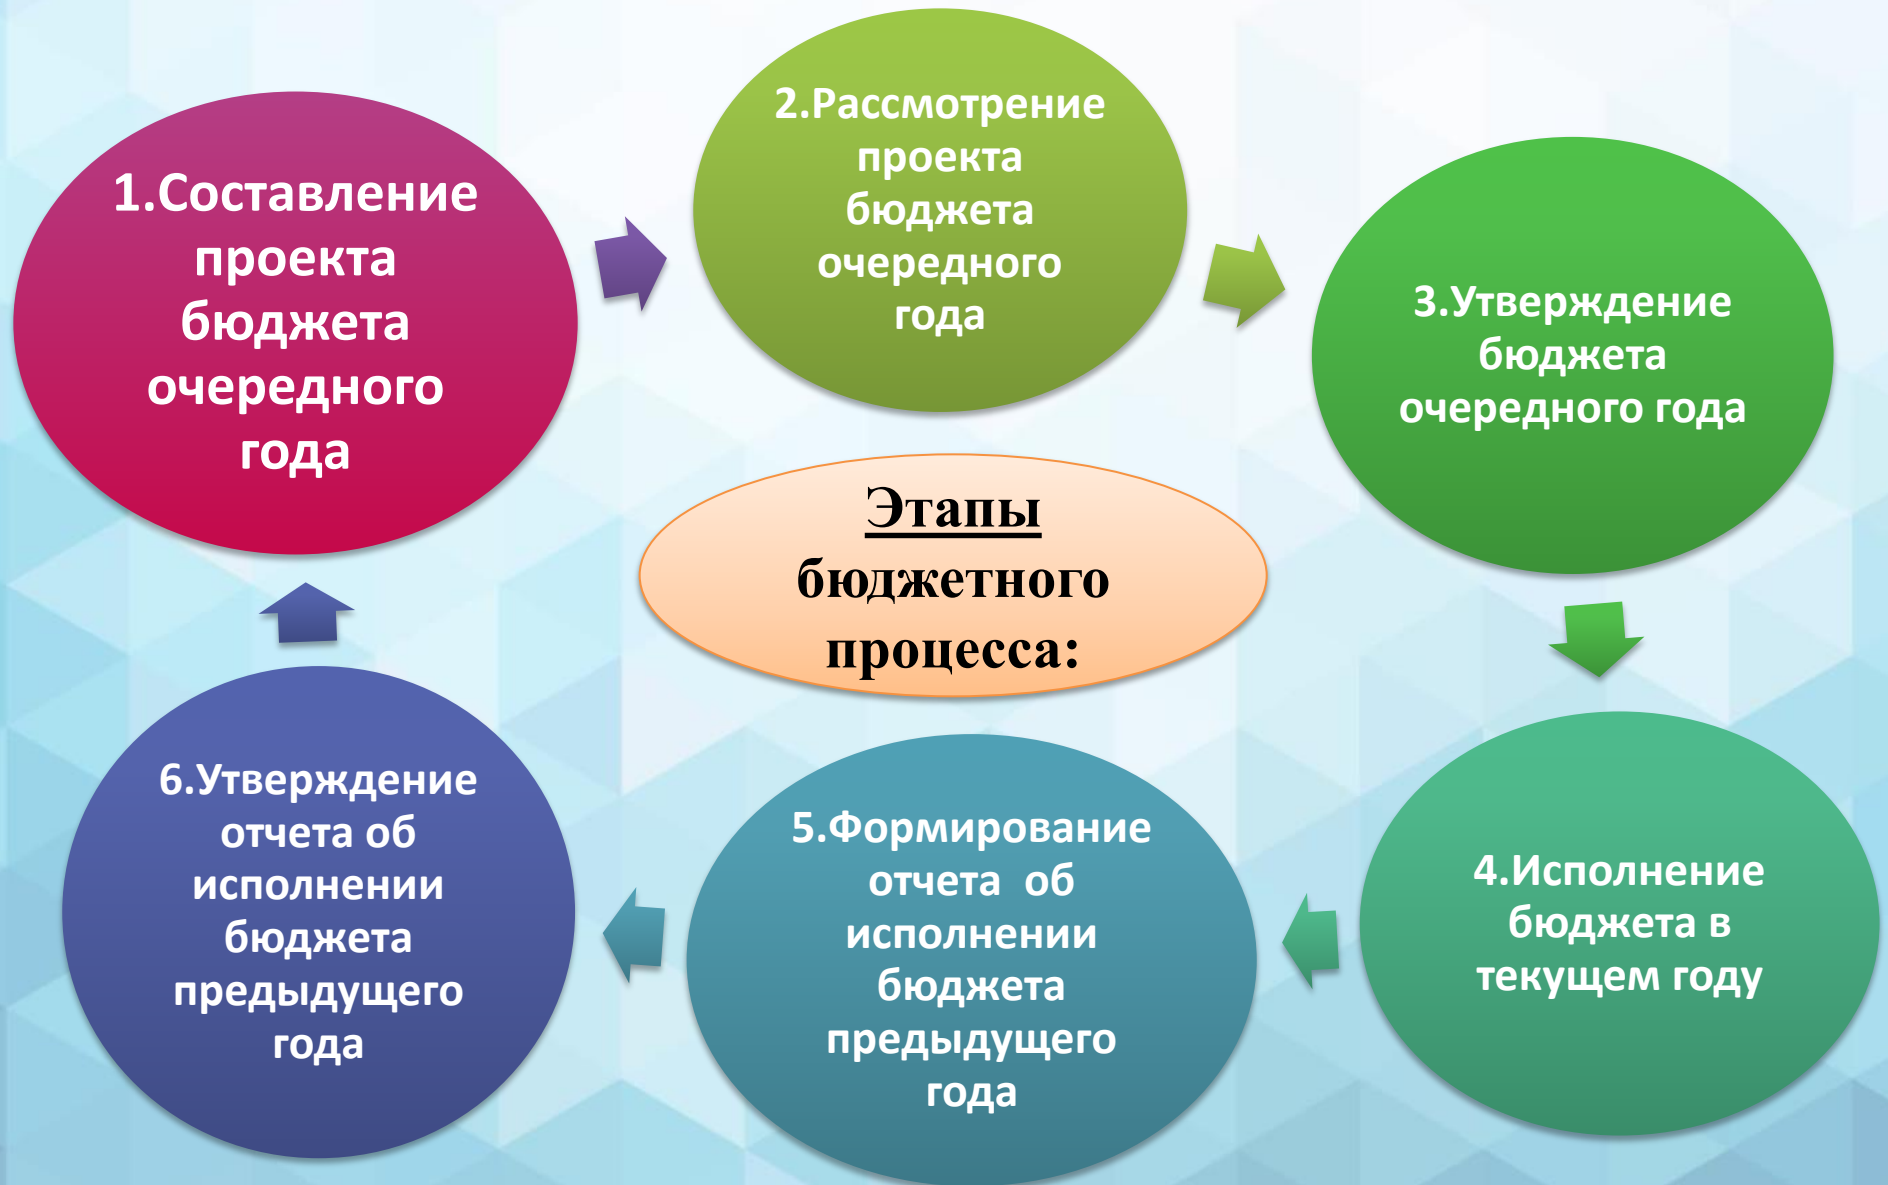 1.Составление
проекта
бюджета
очередного
года
2.Рассмотрение
проекта
бюджета
очередного
года
3.Утверждение
бюджета
очередного года
Этапы
бюджетного
процесса:
4.Исполнение
бюджета в
текущем году
5.Формирование
отчета об
исполнении
бюджета
предыдущего
года
6.Утверждение
отчета об
исполнении
бюджета
предыдущего
года